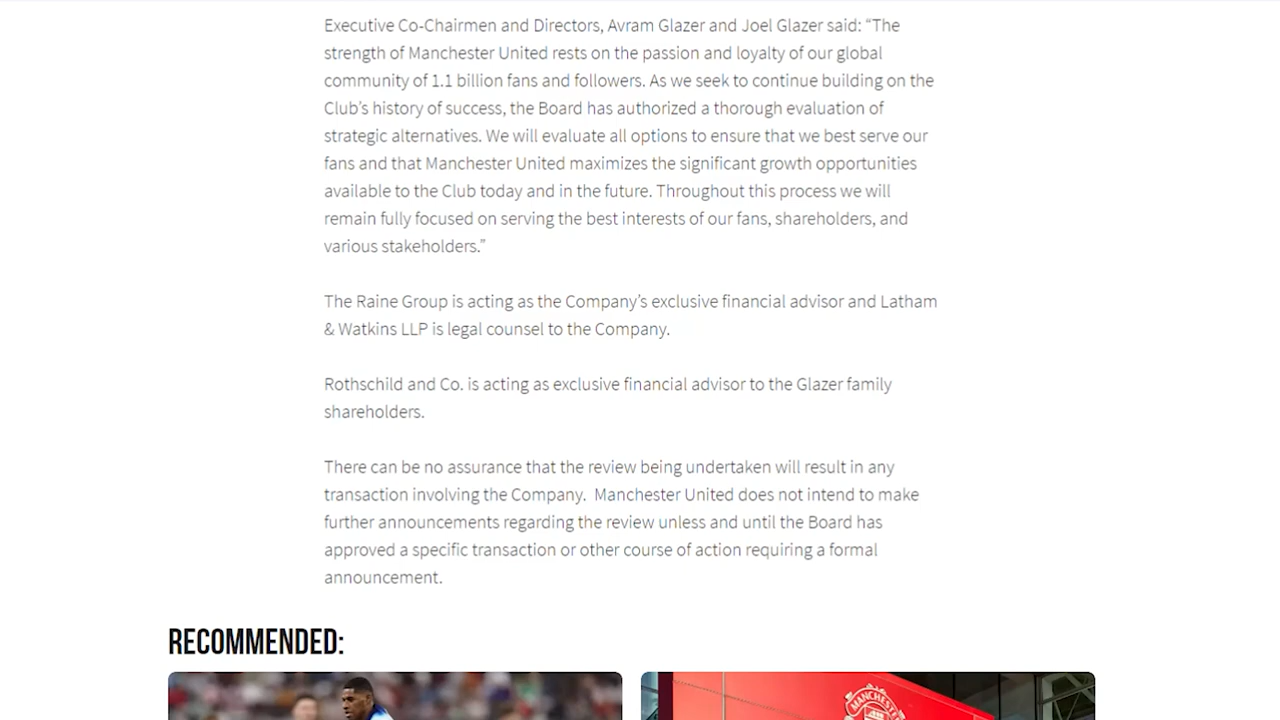 Executive Co-Chairmen and Directors, Avram Glazer and Joel Glazer said: “The
strength of Manchester United rests on the passion and loyalty of our global
community of 1.1 billion fans and followers. As we seek to continue building on the
Club’s history of success, the Board has authorized a thorough evaluation of
strategic alternatives. We will evaluate all options to ensure that we best serve our
fans and that Manchester United maximizes the significant growth opportunities
available to the Club today and in the future. Throughout this process we will
remain fully focused on serving the best interests of our fans, shareholders, and
various stakeholders.”
The Raine Group is acting as the Company’s exclusive financial advisor and Latham
& Watkins LLP is legal counsel to the Company.
Rothschild and Co. is acting as exclusive financial advisor to the Glazer family
shareholders.
There can be no assurance that the review being undertaken will result in any
transaction involving the Company.  Manchester United does not intend to make
further announcements regarding the review unless and until the Board has
approved a specific transaction or other course of action requiring a formal
announcement.
RECOMMENDED:
MANCHESTER